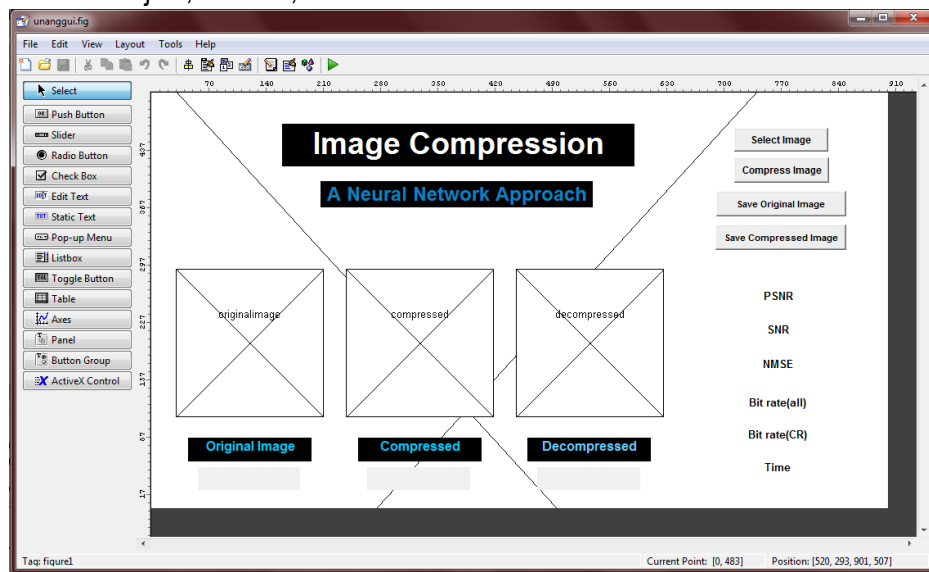 unanggui.fig
File Edit View Layout Tools Help
70 140 210 280 350 420 490 560 630 700 770 840 910
Select
Push Button
Slider
Radio Button
Check Box
Edit Text
Static Text
Pop-up Menu
Listbox
Toggle Button
Table
Axes
Panel
Button Group
ActiveX Control
437
367
297
227
157
87
17
Image Compression
A Neural Network Approach
Select Image
Compress Image
Save Original Image
Save Compressed Image
originalimage compressed decompressed
PSNR
SNR
NMSE
Bit rate(all)
Bit rate(CR)
Time
Original Image Compressed Decompressed
Tag: figure1 Current Point: [0, 483] Position: [520, 293, 901, 507]